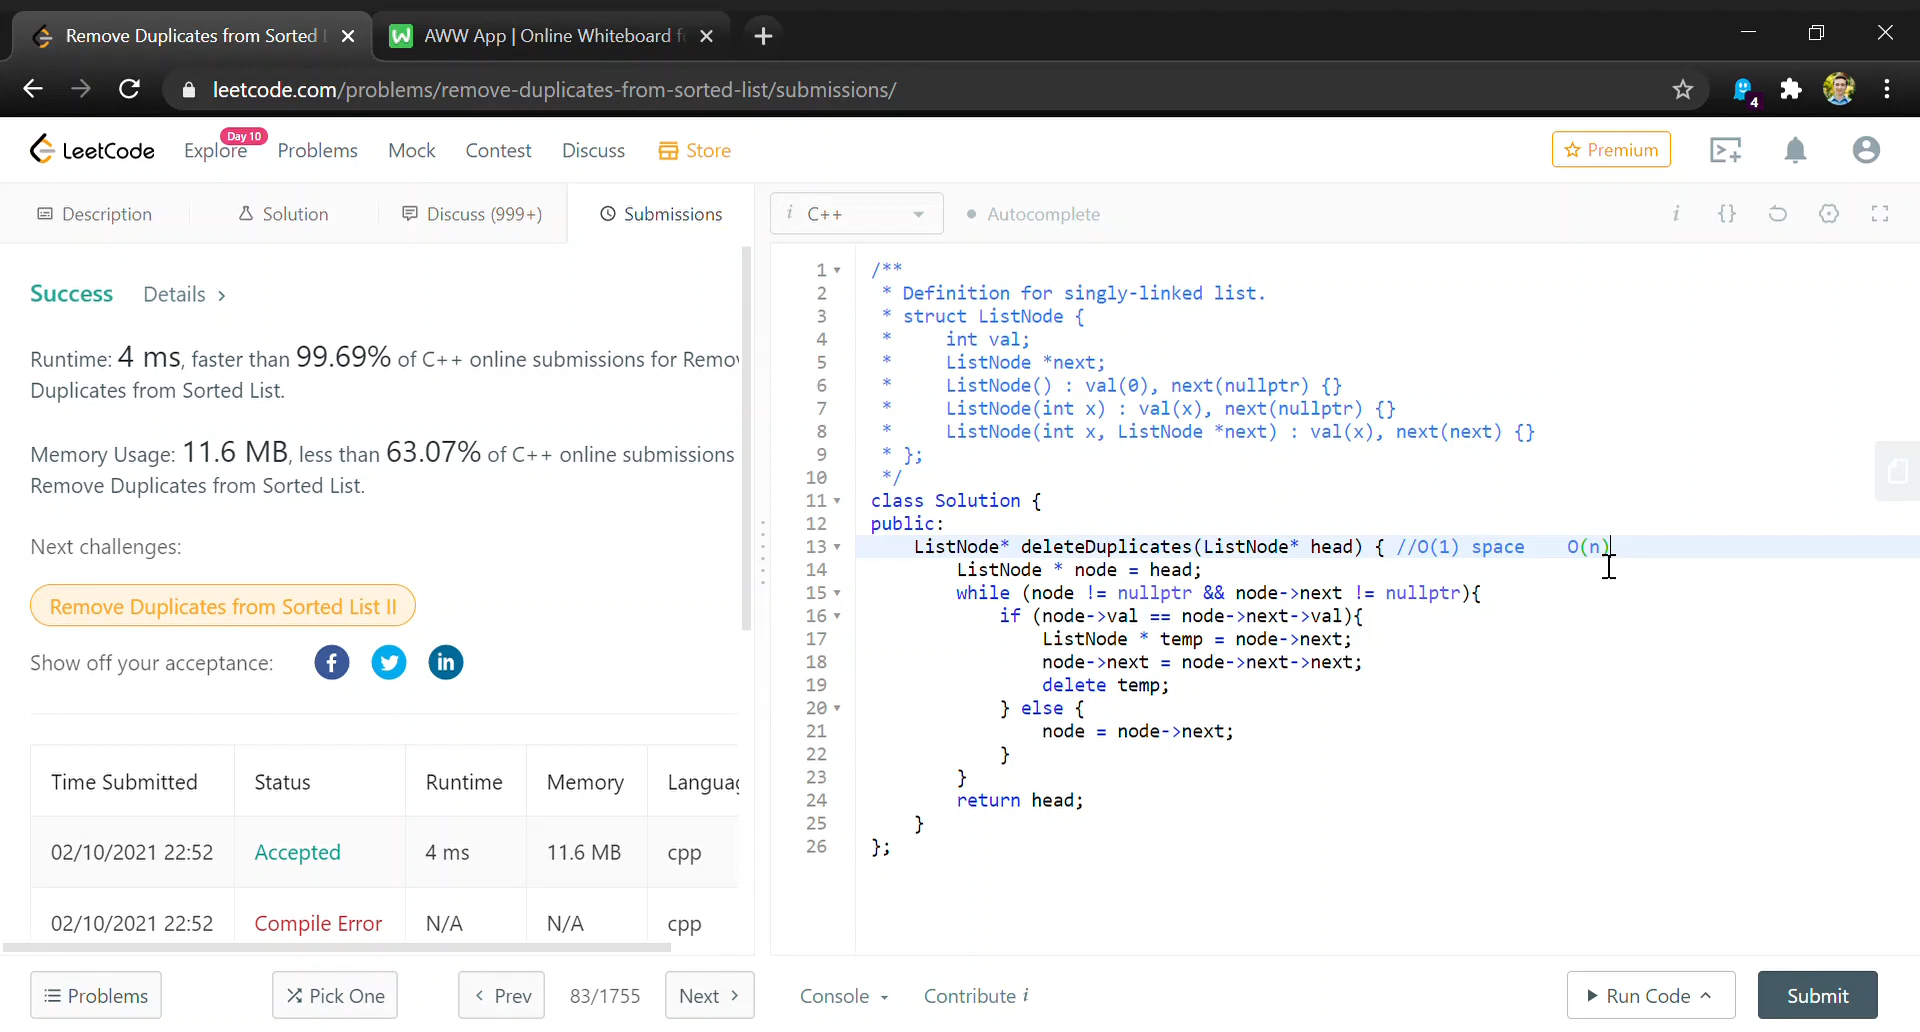 Remove Duplicates from Sorted
AWW App | Online Whiteboard f
leetcode.com/problems/remove-duplicates-from-sorted-list/submissions/
4
LeetCode
Explore
Day 10
Problems
Mock
Contest
Discuss
Store
Premium
Description
Solution
Discuss (999+)
Submissions
i C++
Autocomplete
i {}
Success Details >
Runtime: 4 ms, faster than 99.69% of C++ online submissions for Remov
Duplicates from Sorted List.
Memory Usage: 11.6 MB, less than 63.07% of C++ online submissions
Remove Duplicates from Sorted List.
Next challenges:
Remove Duplicates from Sorted List II
Show off your acceptance:
f in
Time Submitted Status Runtime Memory Languag
02/10/2021 22:52 Accepted 4 ms 11.6 MB cpp
02/10/2021 22:52 Compile Error N/A N/A cpp
1 /**
2 * Definition for singly-linked list.
3 * struct ListNode {
4 *     int val;
5 *     ListNode *next;
6 *     ListNode() : val(0), next(nullptr) {}
7 *     ListNode(int x) : val(x), next(nullptr) {}
8 *     ListNode(int x, ListNode *next) : val(x), next(next) {}
9 * };
10 */
11 class Solution {
12 public:
13     ListNode* deleteDuplicates(ListNode* head) { //O(1) space    O(n)
14         ListNode * node = head;
15         while (node != nullptr && node->next != nullptr){
16             if (node->val == node->next->val){
17                 ListNode * temp = node->next;
18                 node->next = node->next->next;
19                 delete temp;
20             } else {
21                 node = node->next;
22             }
23         }
24         return head;
25     }
26 };
Problems
Pick One
< Prev
83/1755
Next >
Console
Contribute i
Run Code
Submit